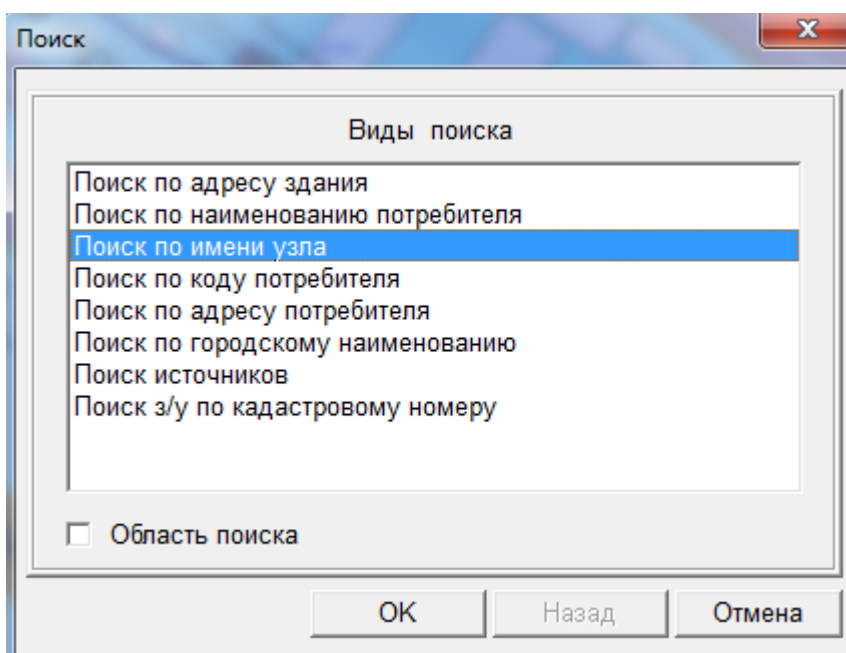 Поиск
Виды поиска
Поиск по адресу здания
Поиск по наименованию потребителя
Поиск по имени узла
Поиск по коду потребителя
Поиск по адресу потребителя
Поиск по городскому наименованию
Поиск источников
Поиск з/у по кадастровому номеру
Область поиска
OK Назад Отмена